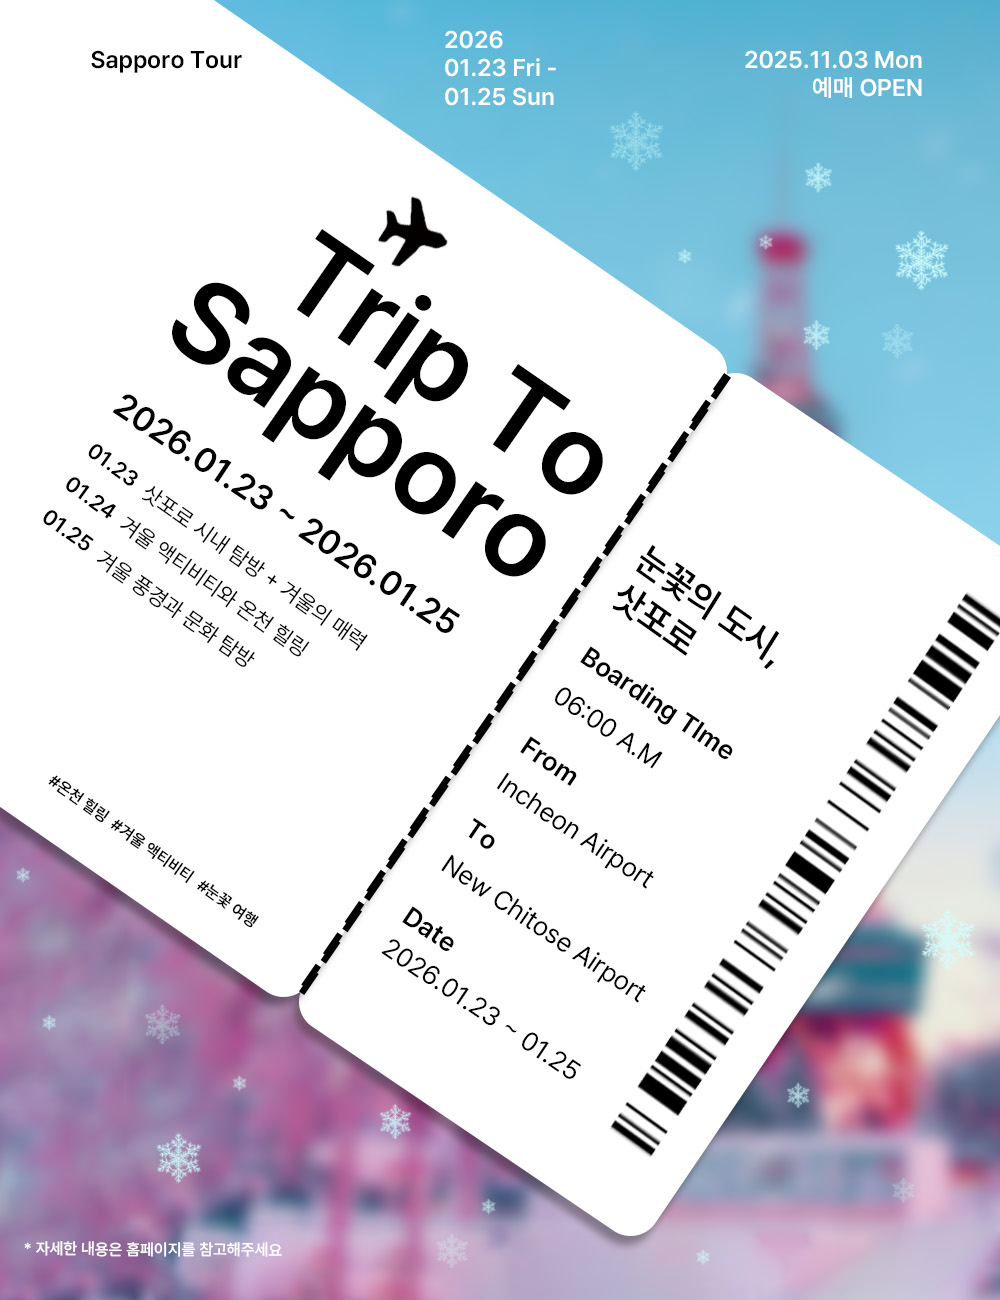 Sapporo Tour
2026
01.23 Fri -
01.25 Sun
2025.11.03 Mon
예매 OPEN
Trip To
Sapporo
2026.01.23 ~ 2026.01.25
01.23 삿포로 시내 탐방 + 겨울의 매력
01.24 겨울 액티비티와 온천 힐링
01.25 겨울 풍경과 문화 탐방
#온천 힐링 #겨울 액티비티 #눈꽃 여행
눈꽃의 도시,
삿포로
Boarding TIme
06:00 A.M
From
Incheon Airport
To
New Chitose Airport
Date
2026.01.23 ~ 01.25
* 자세한 내용은 홈페이지를 참고해주세요